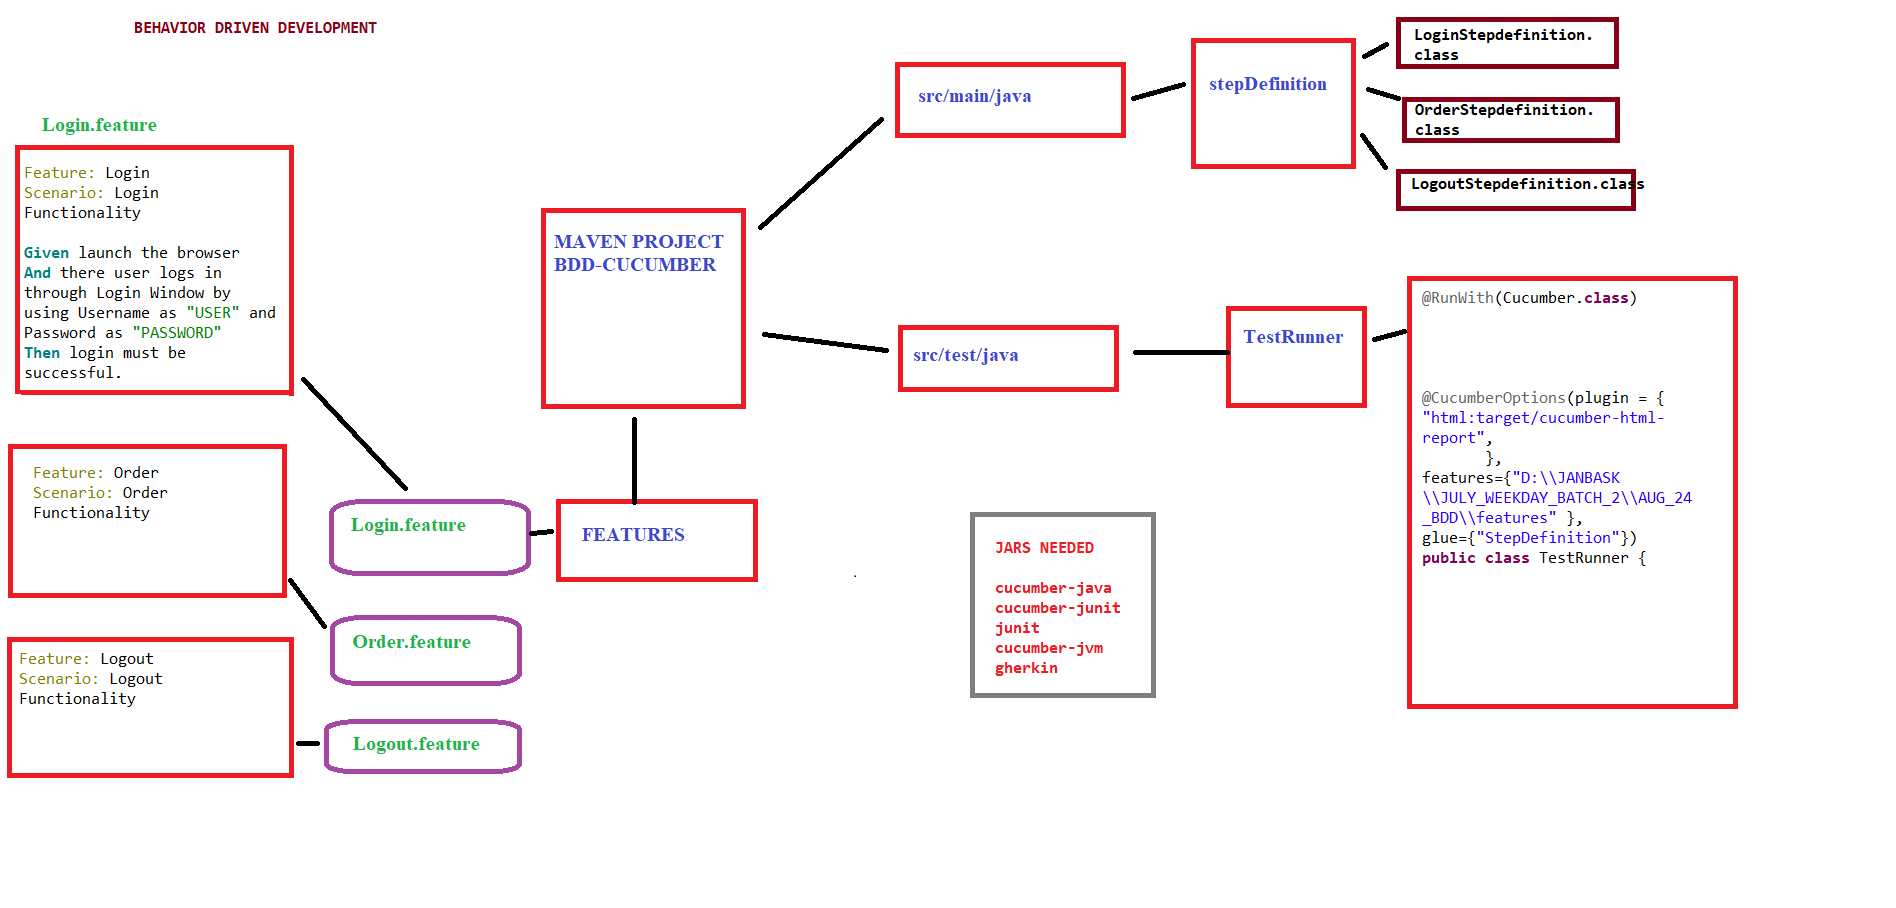 BEHAVIOR DRIVEN DEVELOPMENT
Login.feature
Feature: Login
Scenario: Login
Functionality
Given launch the browser
And there user logs in
through Login Window by
using Username as "USER" and
Password as "PASSWORD"
Then login must be
successful.
Feature: Order
Scenario: Order
Functionality
Feature: Logout
Scenario: Logout
Functionality
Login.feature
Order.feature
Logout.feature
MAVEN PROJECT
BDD-CUCUMBER
FEATURES
src/main/java
stepDefinition
LoginStepdefinition.
class
OrderStepdefinition.
class
LogoutStepdefinition.class
src/test/java
TestRunner
@RunWith(Cucumber.class)
@CucumberOptions(plugin = {
"html:target/cucumber-html-
report",
},
features={"D:\\JANBASK
\\JULY_WEEKDAY_BATCH_2\\AUG_24
_BDD\\features" },
glue={"StepDefinition"})
public class TestRunner {
JARS NEEDED
cucumber-java
cucumber-junit
junit
cucumber-jvm
gherkin